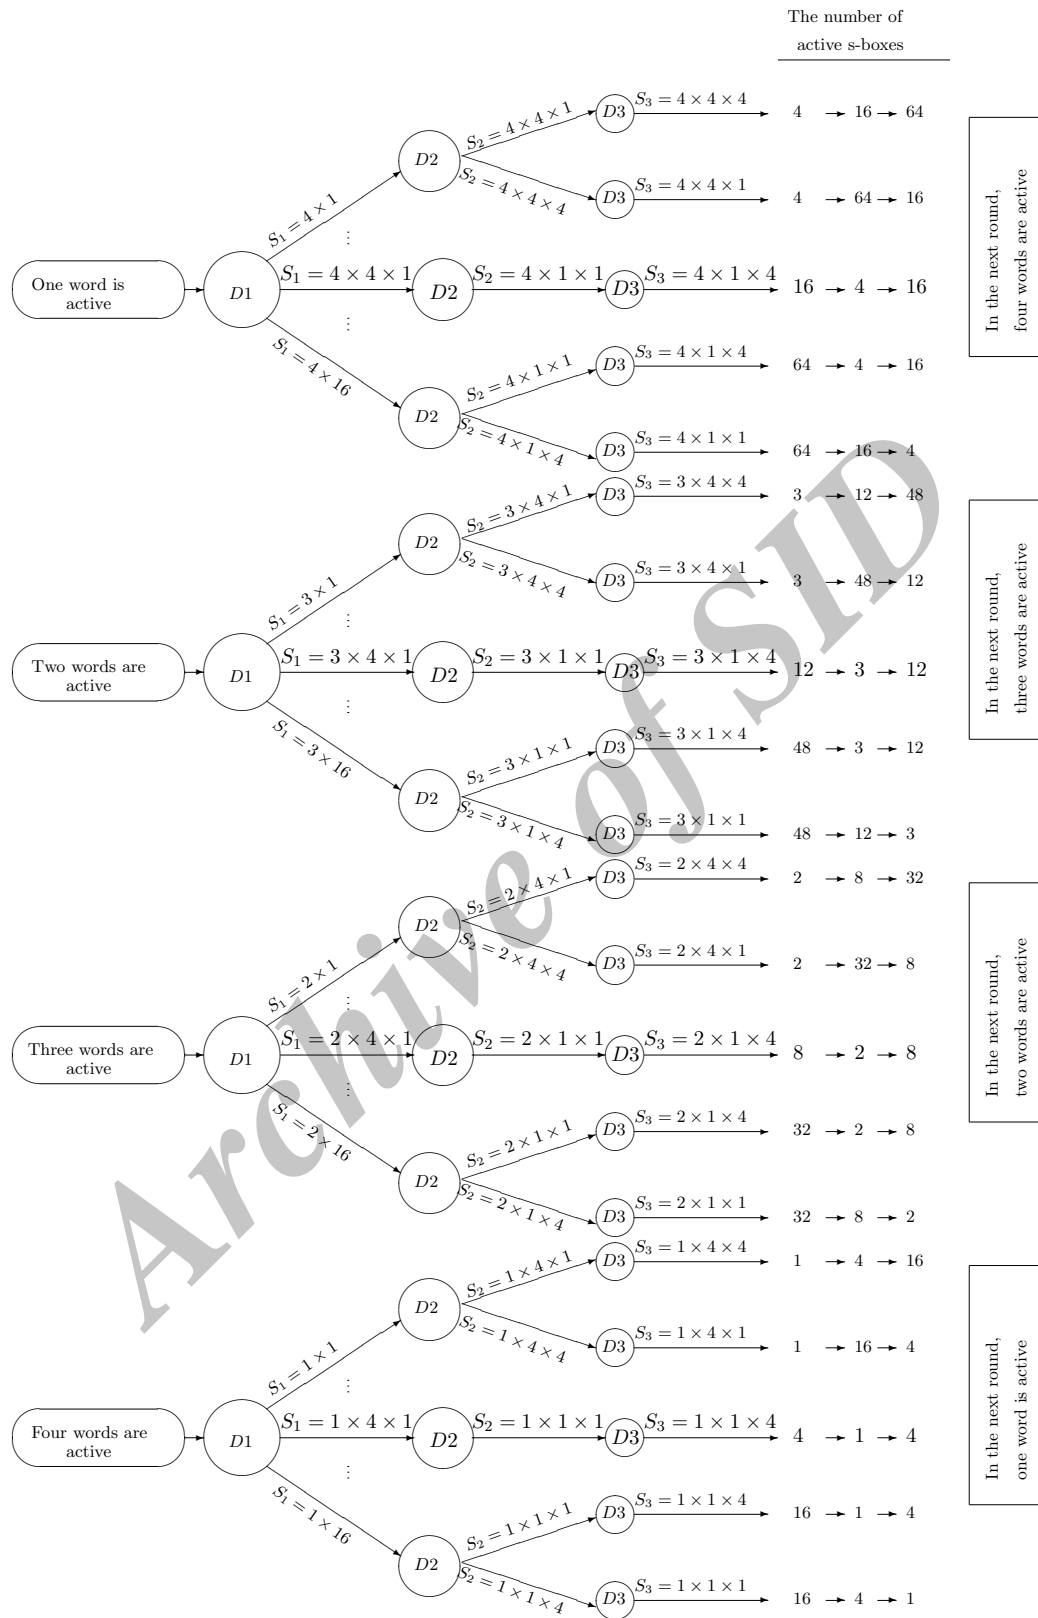 The number of
active s-boxes
One word is
active
D1
S₁ = 4 × 1
⋮
S₁ = 4 × 4 × 1
⋮
S₁ = 4 × 16
D2
S₂ = 4 × 4 × 1
D3
S₃ = 4 × 4 × 4
4 → 16 → 64
S₂ = 4 × 4 × 4
D3
S₃ = 4 × 4 × 1
4 → 64 → 16
D2
S₂ = 4 × 1 × 1
D3
S₃ = 4 × 1 × 4
16 → 4 → 16
D2
S₂ = 4 × 1 × 1
D3
S₃ = 4 × 1 × 4
64 → 4 → 16
S₂ = 4 × 1 × 4
D3
S₃ = 4 × 1 × 1
64 → 16 → 4
In the next round,
four words are active
Two words are
active
D1
S₁ = 3 × 1
⋮
S₁ = 3 × 4 × 1
⋮
S₁ = 3 × 16
D2
S₂ = 3 × 4 × 1
D3
S₃ = 3 × 4 × 4
3 → 12 → 48
S₂ = 3 × 4 × 4
D3
S₃ = 3 × 4 × 1
3 → 48 → 12
D2
S₂ = 3 × 1 × 1
D3
S₃ = 3 × 1 × 4
12 → 3 → 12
D2
S₂ = 3 × 1 × 1
D3
S₃ = 3 × 1 × 4
48 → 3 → 12
S₂ = 3 × 1 × 4
D3
S₃ = 3 × 1 × 1
48 → 12 → 3
In the next round,
three words are active
Three words are
active
D1
S₁ = 2 × 1
⋮
S₁ = 2 × 4 × 1
⋮
S₁ = 2 × 16
D2
S₂ = 2 × 4 × 1
D3
S₃ = 2 × 4 × 4
2 → 8 → 32
S₂ = 2 × 4 × 4
D3
S₃ = 2 × 4 × 1
2 → 32 → 8
D2
S₂ = 2 × 1 × 1
D3
S₃ = 2 × 1 × 4
8 → 2 → 8
D2
S₂ = 2 × 1 × 1
D3
S₃ = 2 × 1 × 4
32 → 2 → 8
S₂ = 2 × 1 × 4
D3
S₃ = 2 × 1 × 1
32 → 8 → 2
In the next round,
two words are active
Four words are
active
D1
S₁ = 1 × 1
⋮
S₁ = 1 × 4 × 1
⋮
S₁ = 1 × 16
D2
S₂ = 1 × 4 × 1
D3
S₃ = 1 × 4 × 4
1 → 4 → 16
S₂ = 1 × 4 × 4
D3
S₃ = 1 × 4 × 1
1 → 16 → 4
D2
S₂ = 1 × 1 × 1
D3
S₃ = 1 × 1 × 4
4 → 1 → 4
D2
S₂ = 1 × 1 × 1
D3
S₃ = 1 × 1 × 4
16 → 1 → 4
S₂ = 1 × 1 × 4
D3
S₃ = 1 × 1 × 1
16 → 4 → 1
In the next round,
one word is active
Archive of SID